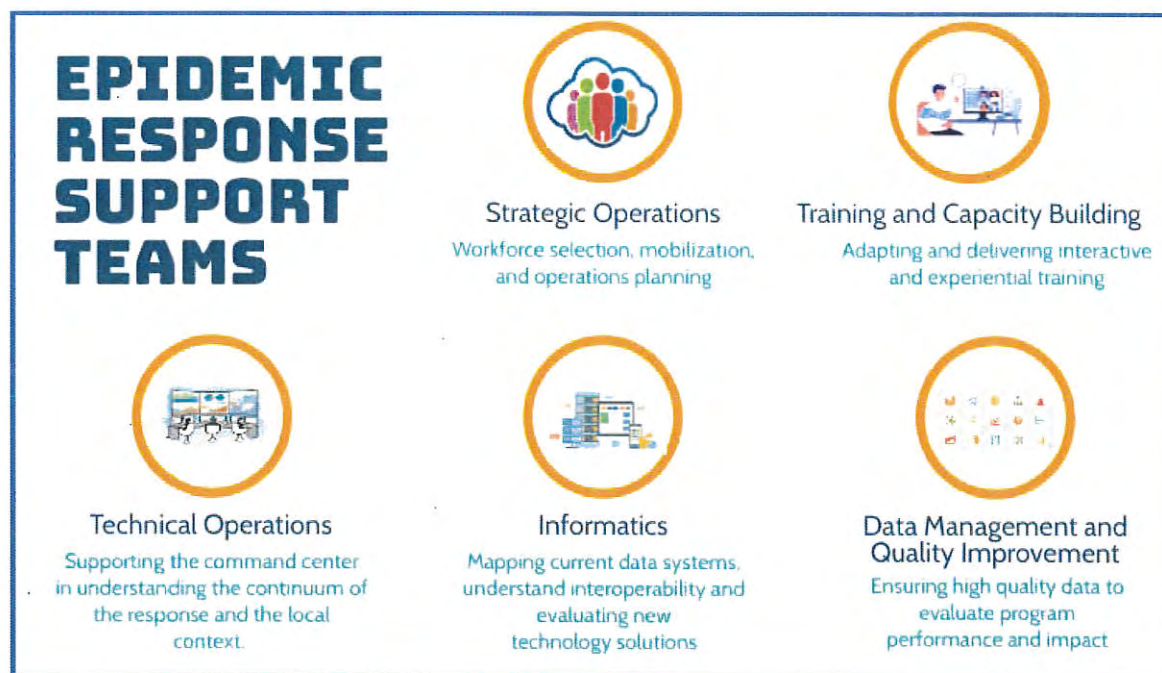 EPIDEMIC
RESPONSE
SUPPORT
TEAMS
Strategic Operations
Workforce selection, mobilization,
and operations planning
Training and Capacity Building
Adapting and delivering interactive
and experiential training
Technical Operations
Supporting the command center
in understanding the continuum of
the response and the local
context.
Informatics
Mapping current data systems,
understand interoperability and
evaluating new
technology solutions
Data Management and
Quality Improvement
Ensuring high quality data to
evaluate program
performance and impact